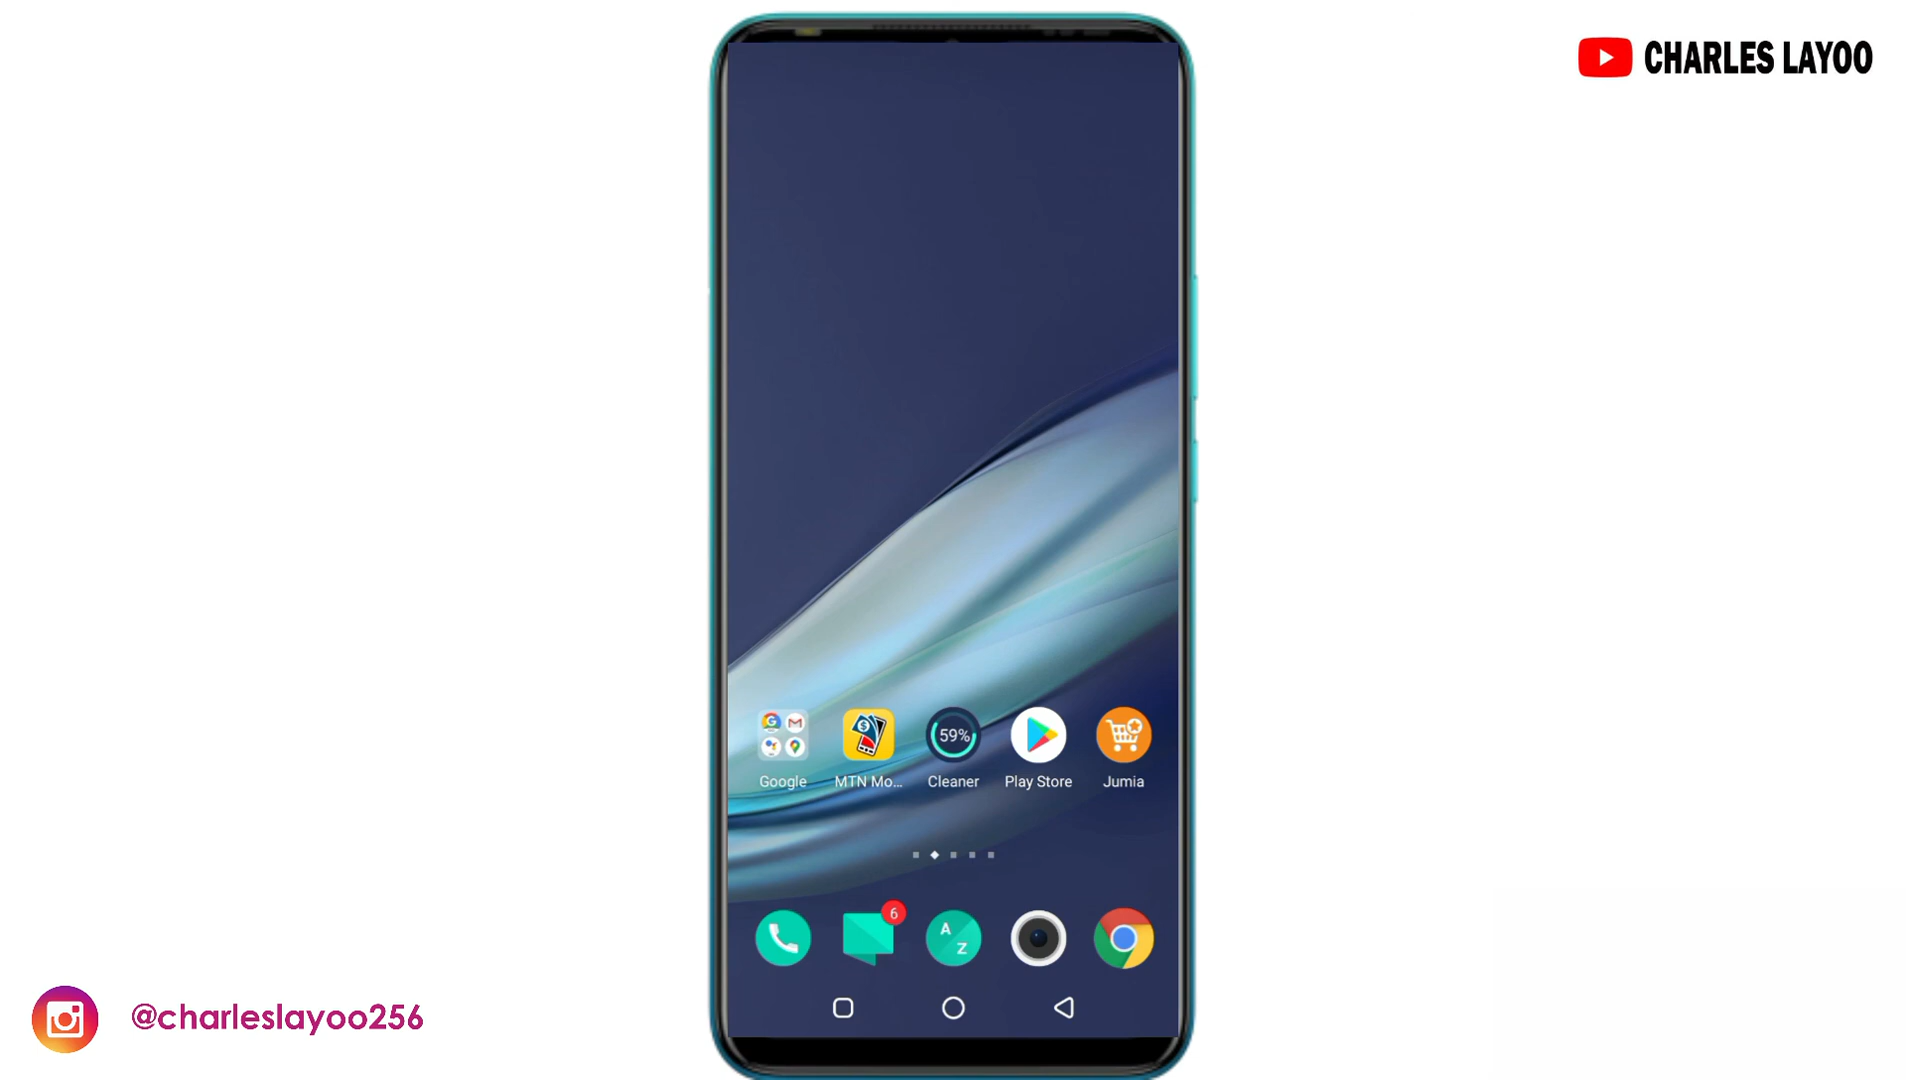 CHARLES LAYOO
59%
Google
MTN Mo...
Cleaner
Play Store
Jumia
6
A
Z
@charleslayoo256